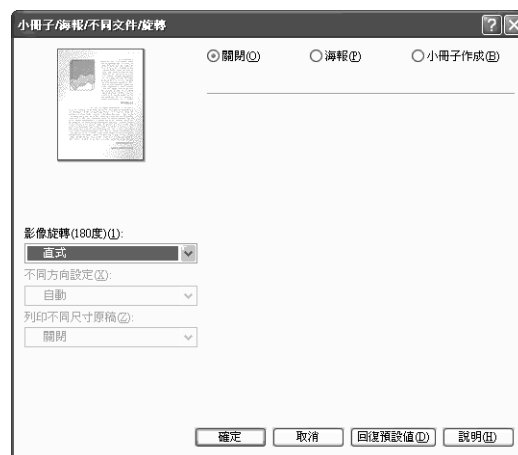 小冊子/海報/不同文件/旋轉
關閉(O) 海報(P) 小冊子作成(B)
影像旋轉(180度)(1):
直式
不同方向設定(X):
自動
列印不同尺寸原稿(Z):
關閉
確定 取消 回復預設值(D) 說明(H)